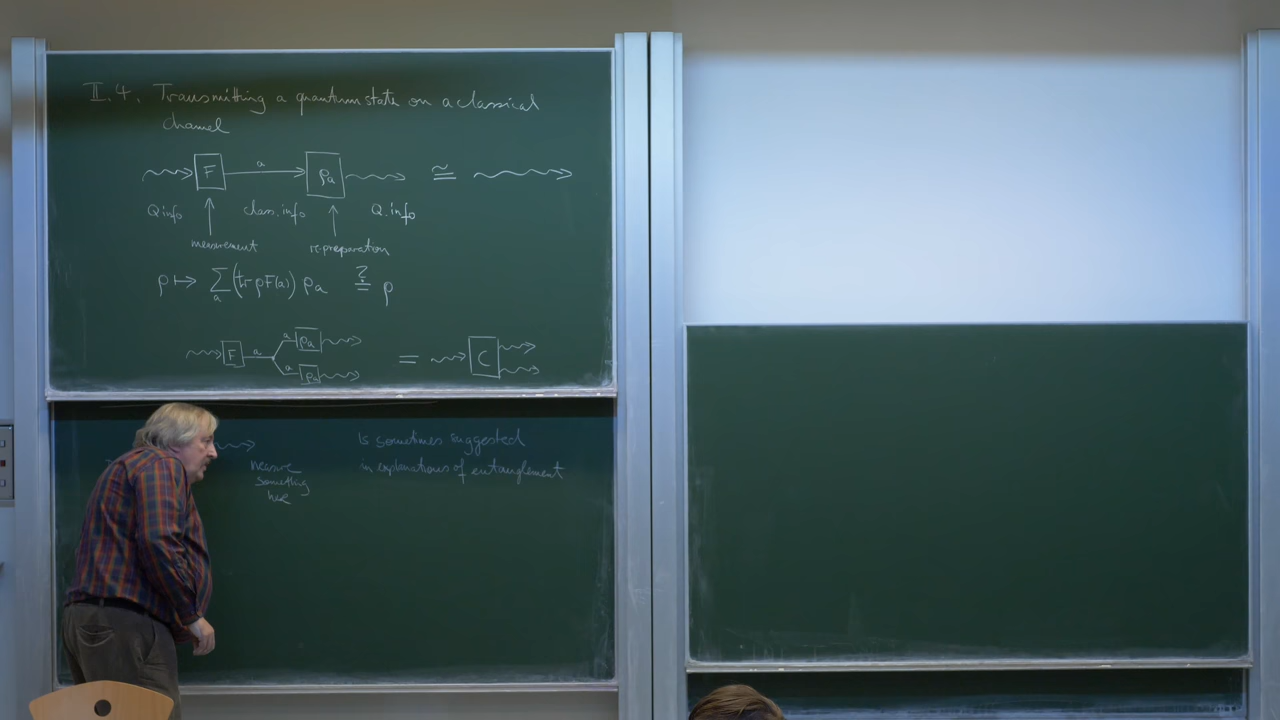 II.4. Transmitting a quantum state on a classical
channel
F a ρa ≅
Q info class. info Q. info
measurement re-preparation
ρ ↦ ∑a (tr ρF(a)) ρa ≟ ρ
F a a ρa = C
a ρa
Is sometimes suggested
in explanations of entanglement
measure
something
here